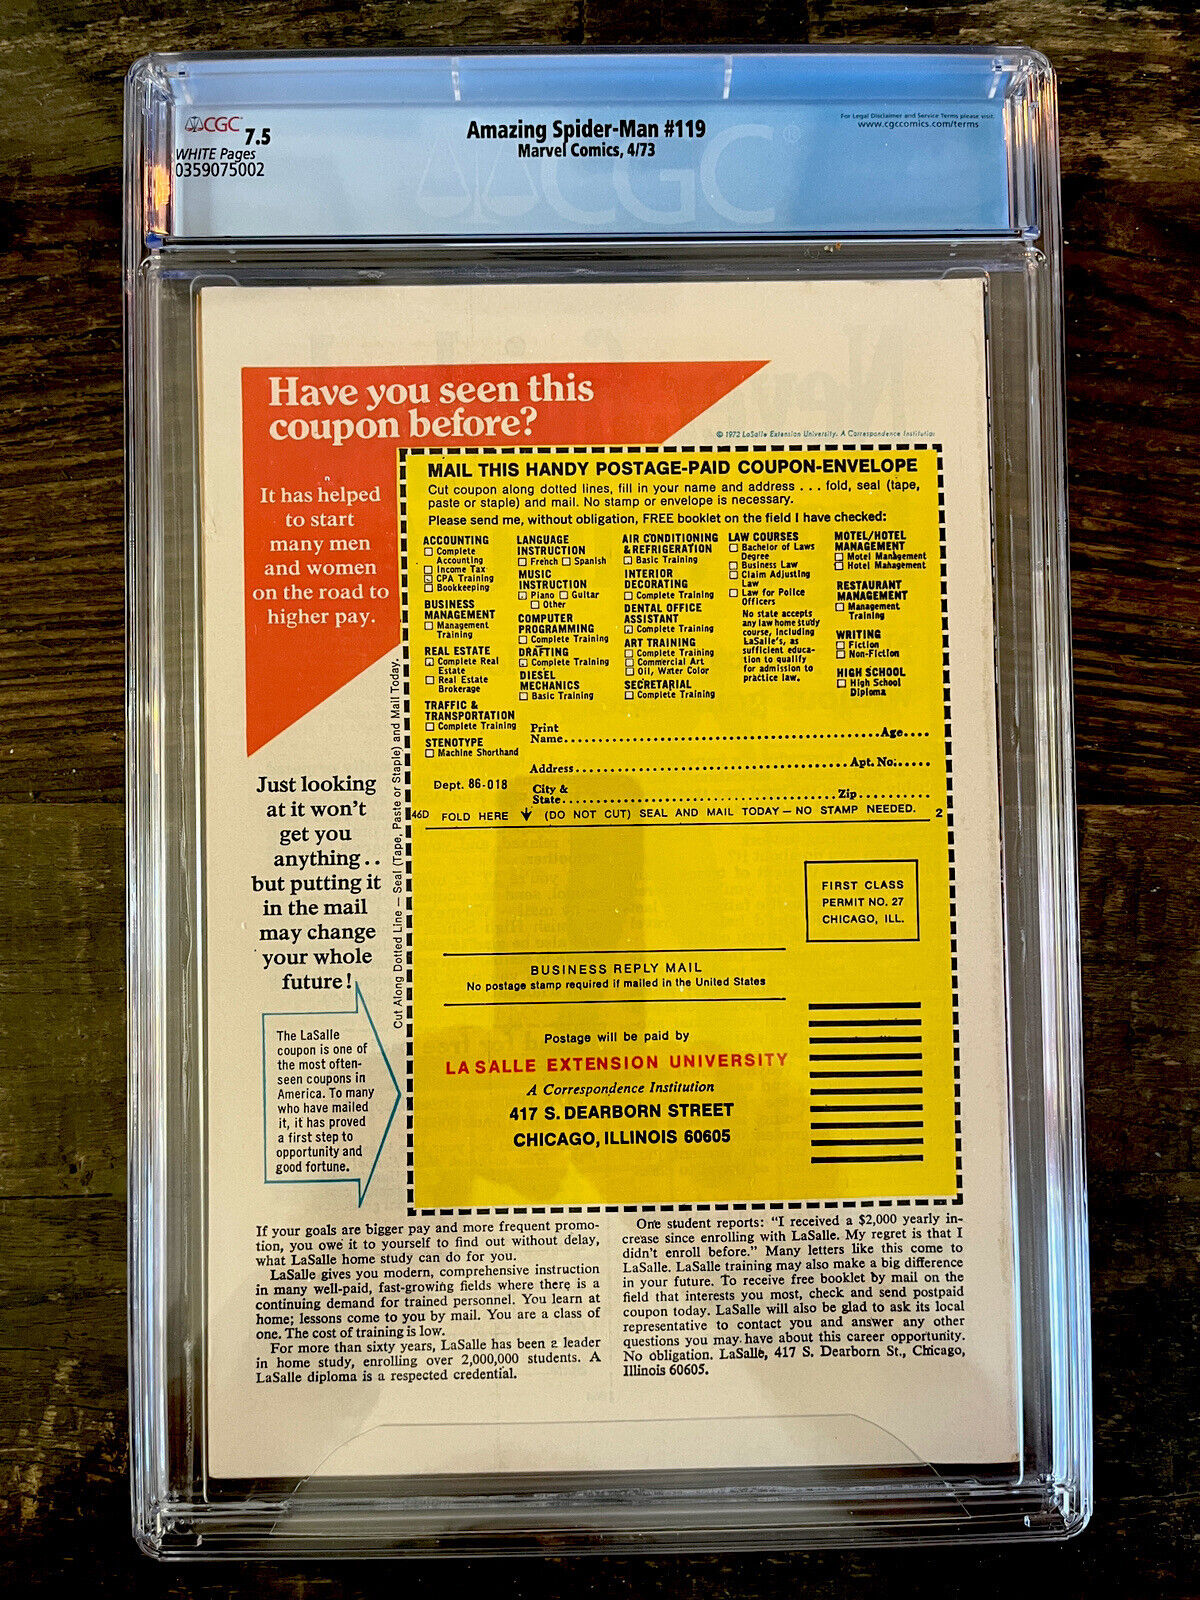 CGC 7.5
WHITE Pages
0359075002
Amazing Spider-Man #119
Marvel Comics, 4/73
For Legal Disclaimer and Service Terms please visit
www.cgccomics.com/terms
CGC®
Have you seen this
coupon before?
© 1972 LaSalle Extension University. A Correspondence Institution
It has helped
to start
many men
and women
on the road to
higher pay.
Just looking
at it won't
get you
anything..
but putting it
in the mail
may change
your whole
future!
The LaSalle
coupon is one of
the most often-
seen coupons in
America. To many
who have mailed
it, it has proved
a first step to
opportunity and
good fortune.
Cut Along Dotted Line — Seal (Tape, Paste or Staple) and Mail Today.
MAIL THIS HANDY POSTAGE-PAID COUPON-ENVELOPE
Cut coupon along dotted lines, fill in your name and address . . . fold, seal (tape,
paste or staple) and mail. No stamp or envelope is necessary.
Please send me, without obligation, FREE booklet on the field I have checked:
ACCOUNTING
Complete
Accounting
Income Tax
CPA Training
Bookkeeping
BUSINESS
MANAGEMENT
Management
Training
REAL ESTATE
Complete Real
Estate
Real Estate
Brokerage
TRAFFIC &
TRANSPORTATION
Complete Training
STENOTYPE
Machine Shorthand
LANGUAGE
INSTRUCTION
French Spanish
MUSIC
INSTRUCTION
Piano Guitar
Other
COMPUTER
PROGRAMMING
Complete Training
DRAFTING
Complete Training
DIESEL
MECHANICS
Basic Training
AIR CONDITIONING
& REFRIGERATION
Basic Training
INTERIOR
DECORATING
Complete Training
DENTAL OFFICE
ASSISTANT
Complete Training
ART TRAINING
Complete Training
Commercial Art
Oil, Water Color
SECRETARIAL
Complete Training
LAW COURSES
Bachelor of Laws
Degree
Business Law
Claim Adjusting
Law
Law for Police
Officers
No state accepts
any law home study
course, including
LaSalle's, as
sufficient educa-
tion to qualify
for admission to
practice law.
MOTEL/HOTEL
MANAGEMENT
Motel Management
Hotel Management
RESTAURANT
MANAGEMENT
Management
Training
WRITING
Fiction
Non-Fiction
HIGH SCHOOL
High School
Diploma
Print
Name........ Age....
Address........ Apt. No.....
Dept. 86-018
City &
State........ Zip........
46D FOLD HERE (DO NOT CUT) SEAL AND MAIL TODAY — NO STAMP NEEDED. 2
FIRST CLASS
PERMIT NO. 27
CHICAGO, ILL.
BUSINESS REPLY MAIL
No postage stamp required if mailed in the United States
Postage will be paid by
LA SALLE EXTENSION UNIVERSITY
A Correspondence Institution
417 S. DEARBORN STREET
CHICAGO, ILLINOIS 60605
If your goals are bigger pay and more frequent promo-
tion, you owe it to yourself to find out without delay,
what LaSalle home study can do for you.
LaSalle gives you modern, comprehensive instruction
in many well-paid, fast-growing fields where there is a
continuing demand for trained personnel. You learn at
home; lessons come to you by mail. You are a class of
one. The cost of training is low.
For more than sixty years, LaSalle has been a leader
in home study, enrolling over 2,000,000 students. A
LaSalle diploma is a respected credential.
One student reports: "I received a $2,000 yearly in-
crease since enrolling with LaSalle. My regret is that I
didn't enroll before." Many letters like this come to
LaSalle. LaSalle training may also make a big difference
in your future. To receive free booklet by mail on the
field that interests you most, check and send postpaid
coupon today. LaSalle will also be glad to ask its local
representative to contact you and answer any other
questions you may have about this career opportunity.
No obligation. LaSalle, 417 S. Dearborn St., Chicago,
Illinois 60605.